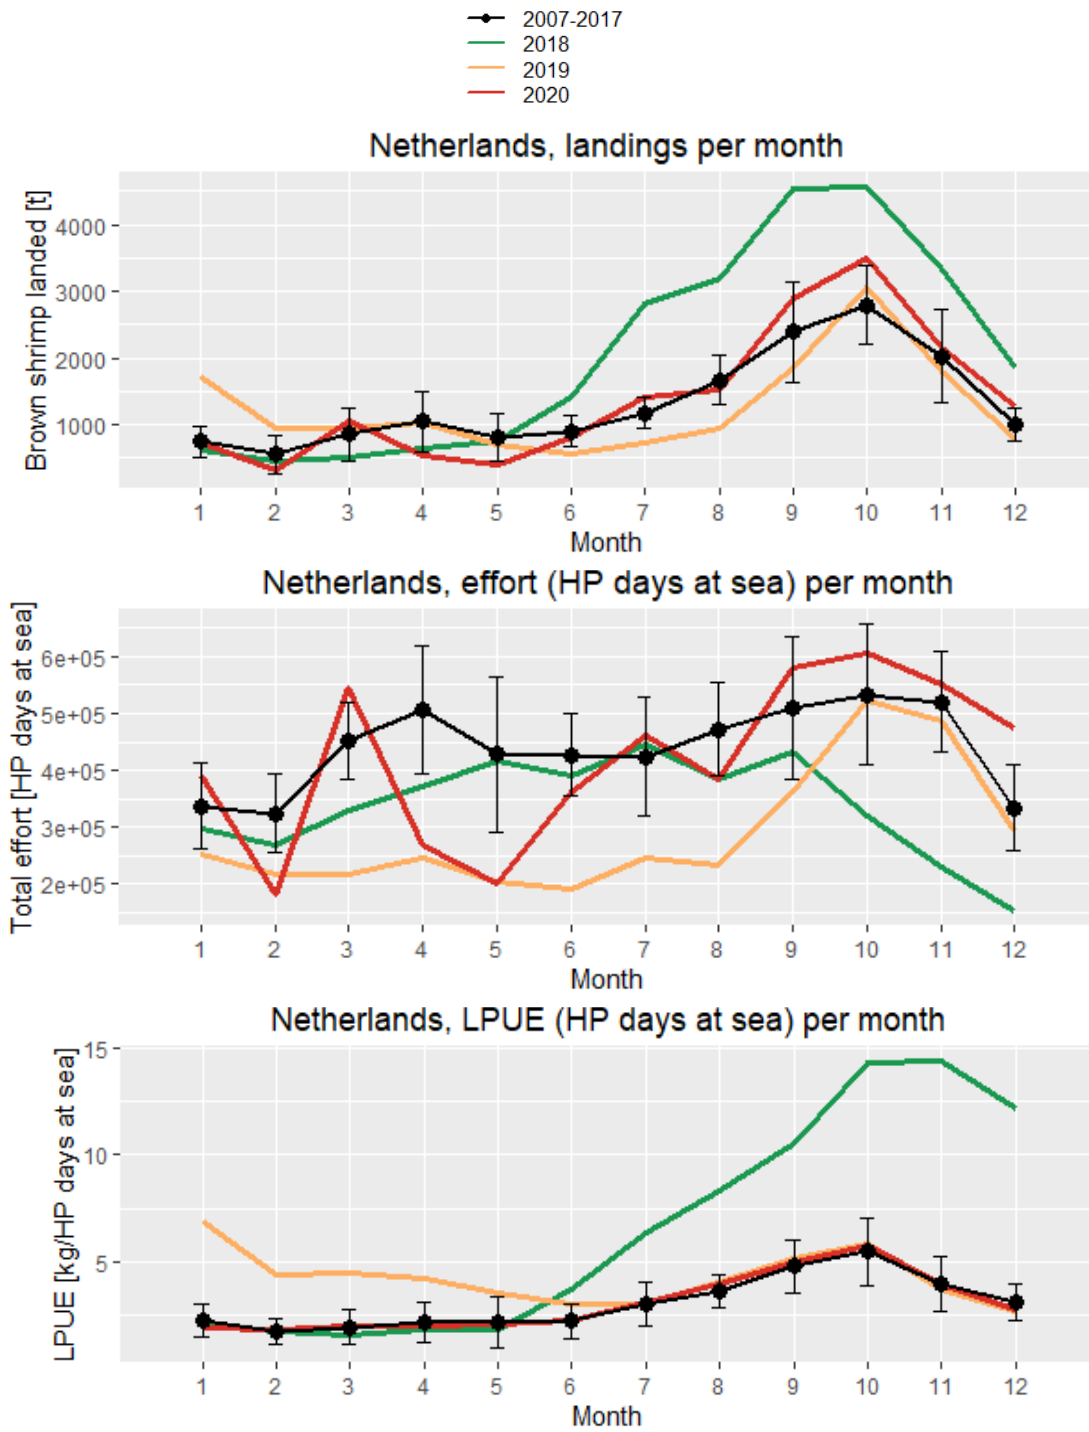 2007-2017
2018
2019
2020
Netherlands, landings per month
Brown shrimp landed [t]
4000
3000
2000
1000
1 2 3 4 5 6 7 8 9 10 11 12
Month
Netherlands, effort (HP days at sea) per month
Total effort [HP days at sea]
6e+05
5e+05
4e+05
3e+05
2e+05
1 2 3 4 5 6 7 8 9 10 11 12
Month
Netherlands, LPUE (HP days at sea) per month
LPUE [kg/HP days at sea]
15
10
5
1 2 3 4 5 6 7 8 9 10 11 12
Month